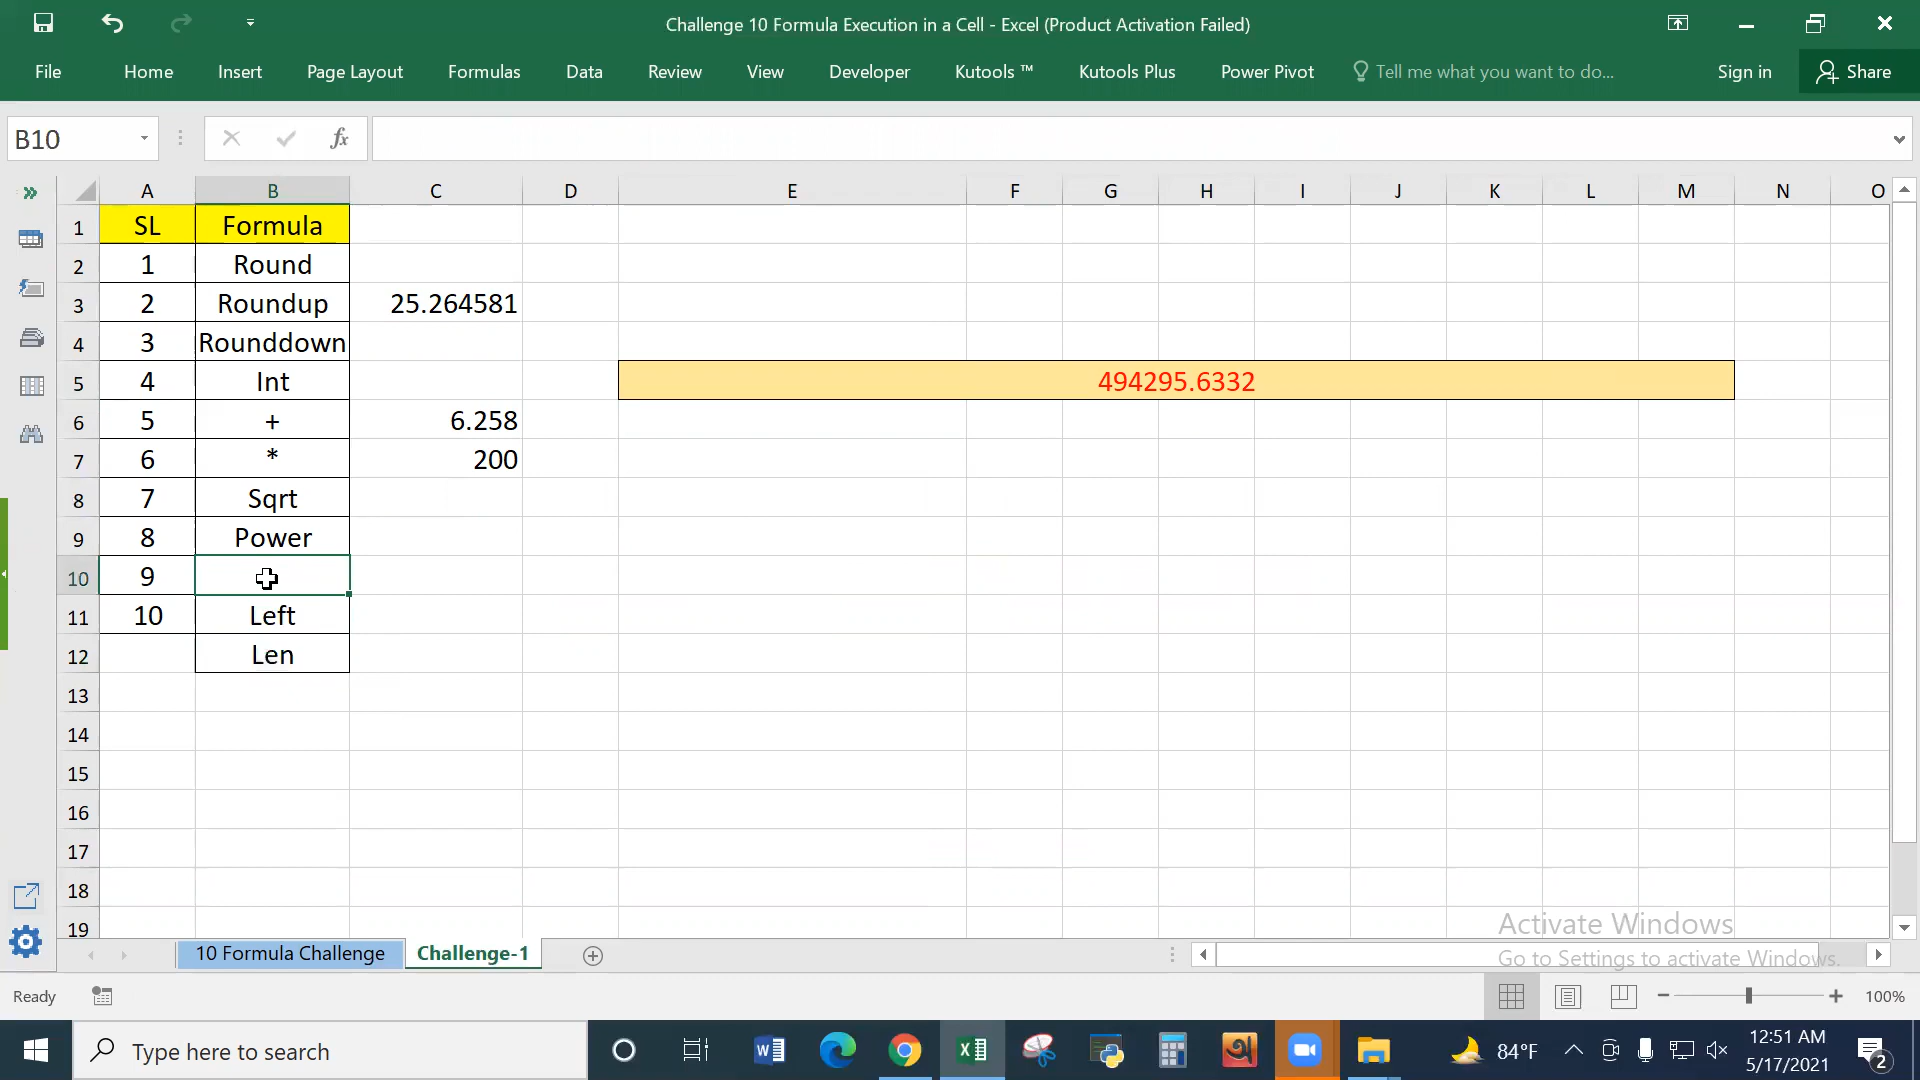 Challenge 10 Formula Execution in a Cell - Excel (Product Activation Failed)
File Home Insert Page Layout Formulas Data Review View Developer Kutools ™ Kutools Plus Power Pivot Tell me what you want to do... Sign in Share
B10 fx
A B C D E F G H I J K L M N O
1 SL Formula
2 1 Round
3 2 Roundup 25.264581
4 3 Rounddown
5 4 Int 494295.6332
6 5 + 6.258
7 6 * 200
8 7 Sqrt
9 8 Power
10 9
11 10 Left
12 Len
13
14
15
16
17
18
19
Activate Windows
Go to Settings to activate Windows.
10 Formula Challenge Challenge-1
Ready 100%
Type here to search 84°F 12:51 AM
5/17/2021 2